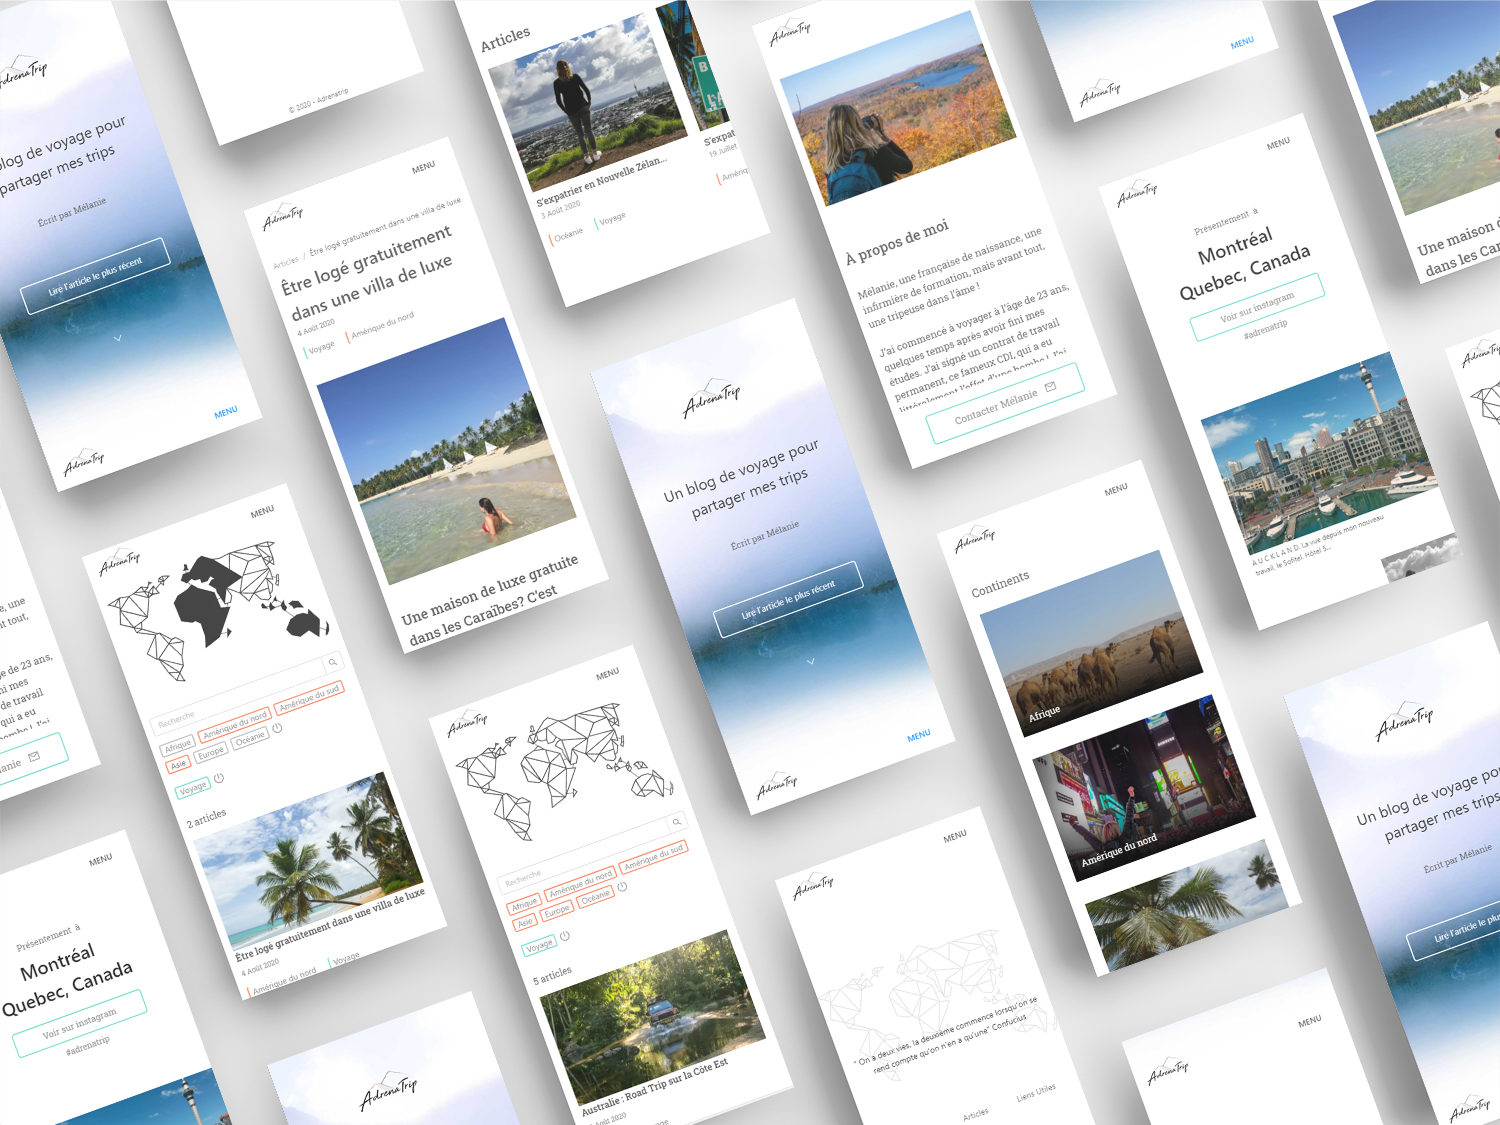 AdrenaTrip
blog de voyage pour
partager mes trips
Écrit par Mélanie
Lire l'article le plus récent
MENU
AdrenaTrip
© 2020 - Adrenatrip
MENU
AdrenaTrip
Articles / Être logé gratuitement dans une villa de luxe
Être logé gratuitement
dans une villa de luxe
4 Août 2020
Voyage
Amérique du nord
Une maison de luxe gratuite
dans les Caraïbes? C'est
Articles
S'expatrier en Nouvelle Zélan...
3 Août 2020
Océanie
Voyage
S'expat
19 Juillet
Amériq
AdrenaTrip
À propos de moi
Mélanie, une française de naissance, une
infirmière de formation, mais avant tout,
une tripeuse dans l'âme !
J'ai commencé à voyager à l'âge de 23 ans,
quelques temps après avoir fini mes
études. J'ai signé un contrat de travail
permanent, ce fameux CDI, qui a eu
littéralement l'effet d'une bombe ! J'ai
Contacter Mélanie
MENU
AdrenaTrip
MENU
AdrenaTrip
Présentement à
Montréal
Quebec, Canada
Voir sur instagram
#adrenatrip
A U C K L A N D. La vue depuis mon nouveau
travail, le Sofitel. Hôtel 5...
Une maison d
dans les Car
AdrenaTrip
MENU
AdrenaTrip
Recherche
Afrique
Amérique du nord
Amérique du sud
Asie
Europe
Océanie
Voyage
2 articles
Être logé gratuitement dans une villa de luxe
4 Août 2020
Amérique du nord
Voyage
MENU
AdrenaTrip
Recherche
Afrique
Amérique du nord
Amérique du sud
Asie
Europe
Océanie
Voyage
5 articles
Australie : Road Trip sur la Côte Est
Août 2020
AdrenaTrip
Un blog de voyage pour
partager mes trips
Écrit par Mélanie
Lire l'article le plus récent
MENU
AdrenaTrip
MENU
AdrenaTrip
Continents
Afrique
Amérique du nord
AdrenaTrip
Un blog de voyage pou
partager mes trips
Écrit par Mélanie
Lire l'article le plus
AdrenaTrip
e, une
nt tout,
e de 23 ans,
ni mes
de travail
qui a eu
anie
MENU
Présentement à
Montréal
Quebec, Canada
Voir sur instagram
#adrenatrip
AdrenaTrip
MENU
AdrenaTrip
" On a deux vies, la deuxième commence lorsqu'on se
rend compte qu'on n'en a qu'une" Confucius
Articles
Liens Utiles
MENU
AdrenaTrip